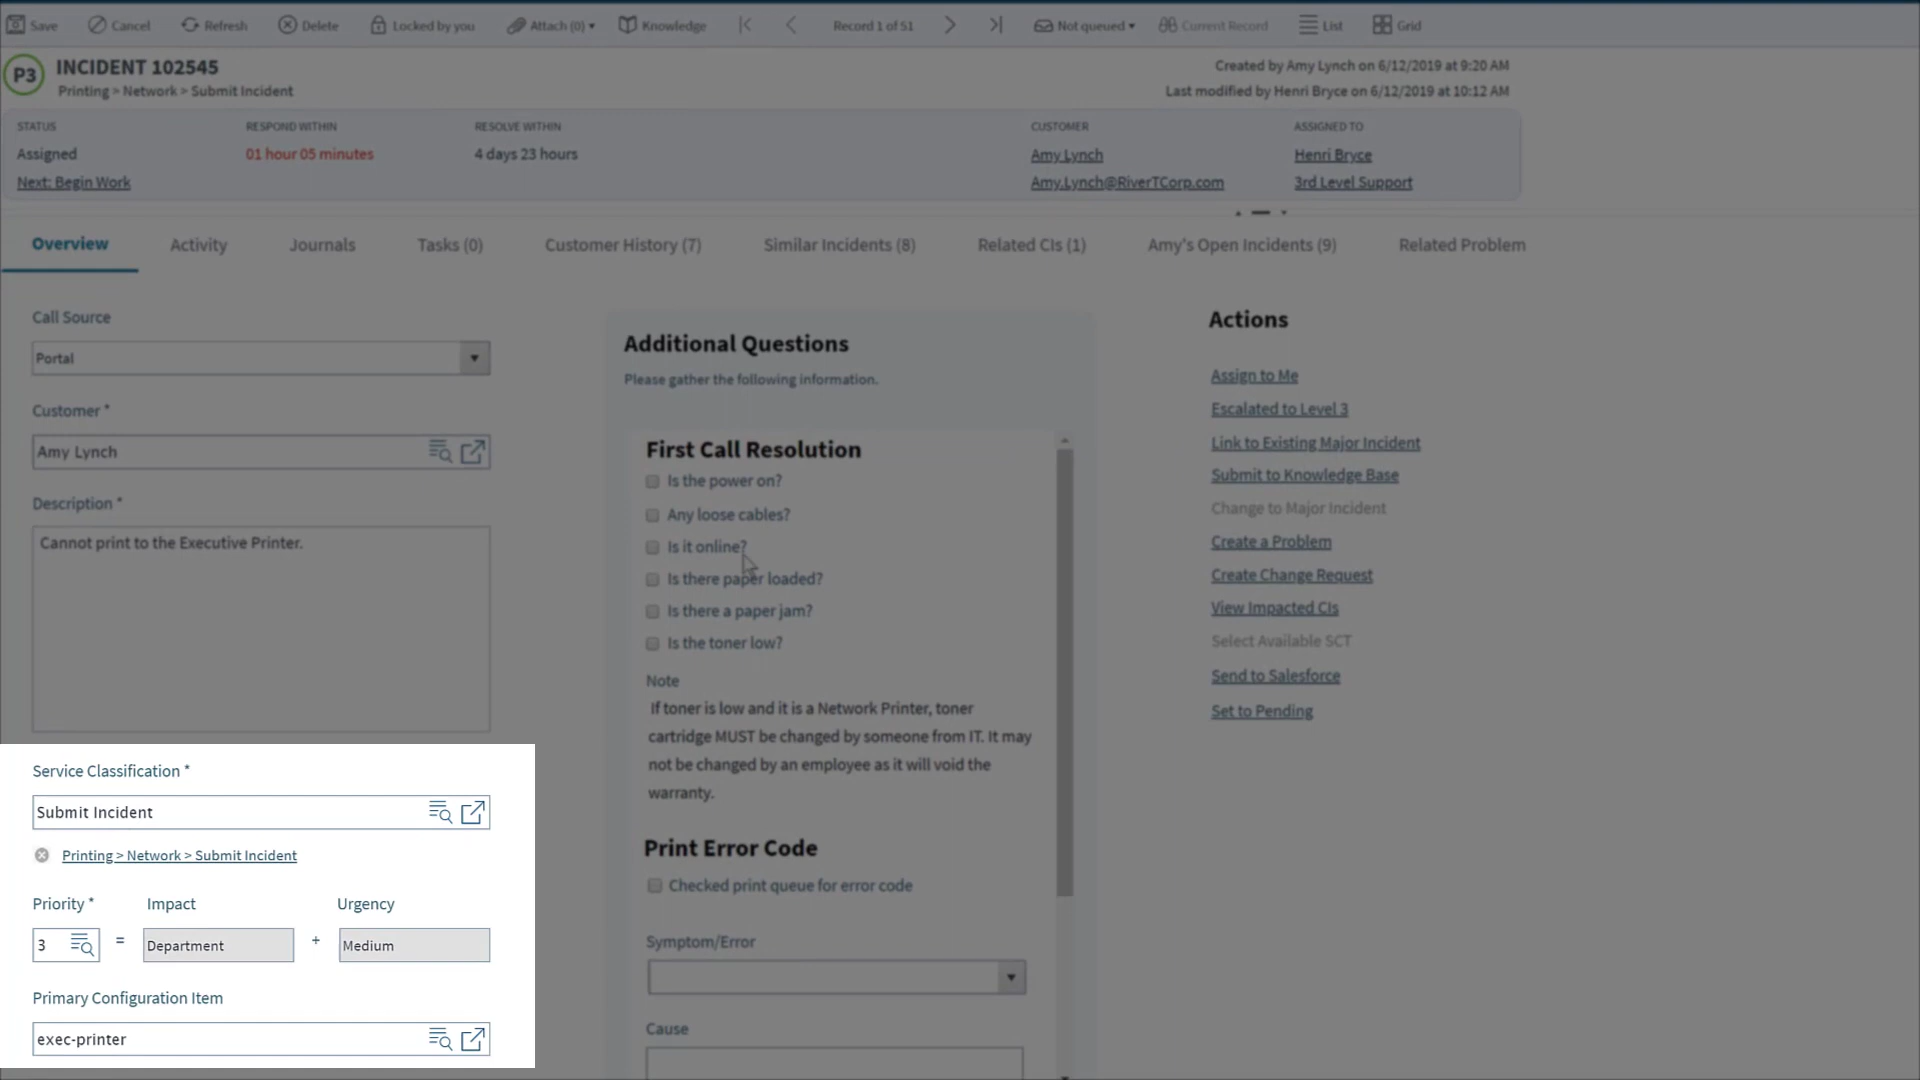 Save Cancel Refresh Delete Locked by you Attach (0) Knowledge Record 1 of 51 Not queued Current Record List Grid
P3
INCIDENT 102545
Printing > Network > Submit Incident
Created by Amy Lynch on 6/12/2019 at 9:20 AM
Last modified by Henri Bryce on 6/12/2019 at 10:12 AM
STATUS RESPOND WITHIN RESOLVE WITHIN CUSTOMER ASSIGNED TO
Assigned 01 hour 05 minutes 4 days 23 hours Amy Lynch Henri Bryce
Next: Begin Work Amy.Lynch@RiverTCorp.com 3rd Level Support
Overview Activity Journals Tasks (0) Customer History (7) Similar Incidents (8) Related CIs (1) Amy's Open Incidents (9) Related Problem
Call Source
Portal
Customer *
Amy Lynch
Description *
Cannot print to the Executive Printer.
Service Classification *
Submit Incident
Printing > Network > Submit Incident
Priority * Impact Urgency
3 = Department + Medium
Primary Configuration Item
exec-printer
Additional Questions
Please gather the following information.
First Call Resolution
Is the power on?
Any loose cables?
Is it online?
Is there paper loaded?
Is there a paper jam?
Is the toner low?
Note
If toner is low and it is a Network Printer, toner
cartridge MUST be changed by someone from IT. It may
not be changed by an employee as it will void the
warranty.
Print Error Code
Checked print queue for error code
Symptom/Error
Cause
Actions
Assign to Me
Escalated to Level 3
Link to Existing Major Incident
Submit to Knowledge Base
Change to Major Incident
Create a Problem
Create Change Request
View Impacted CIs
Select Available SCT
Send to Salesforce
Set to Pending